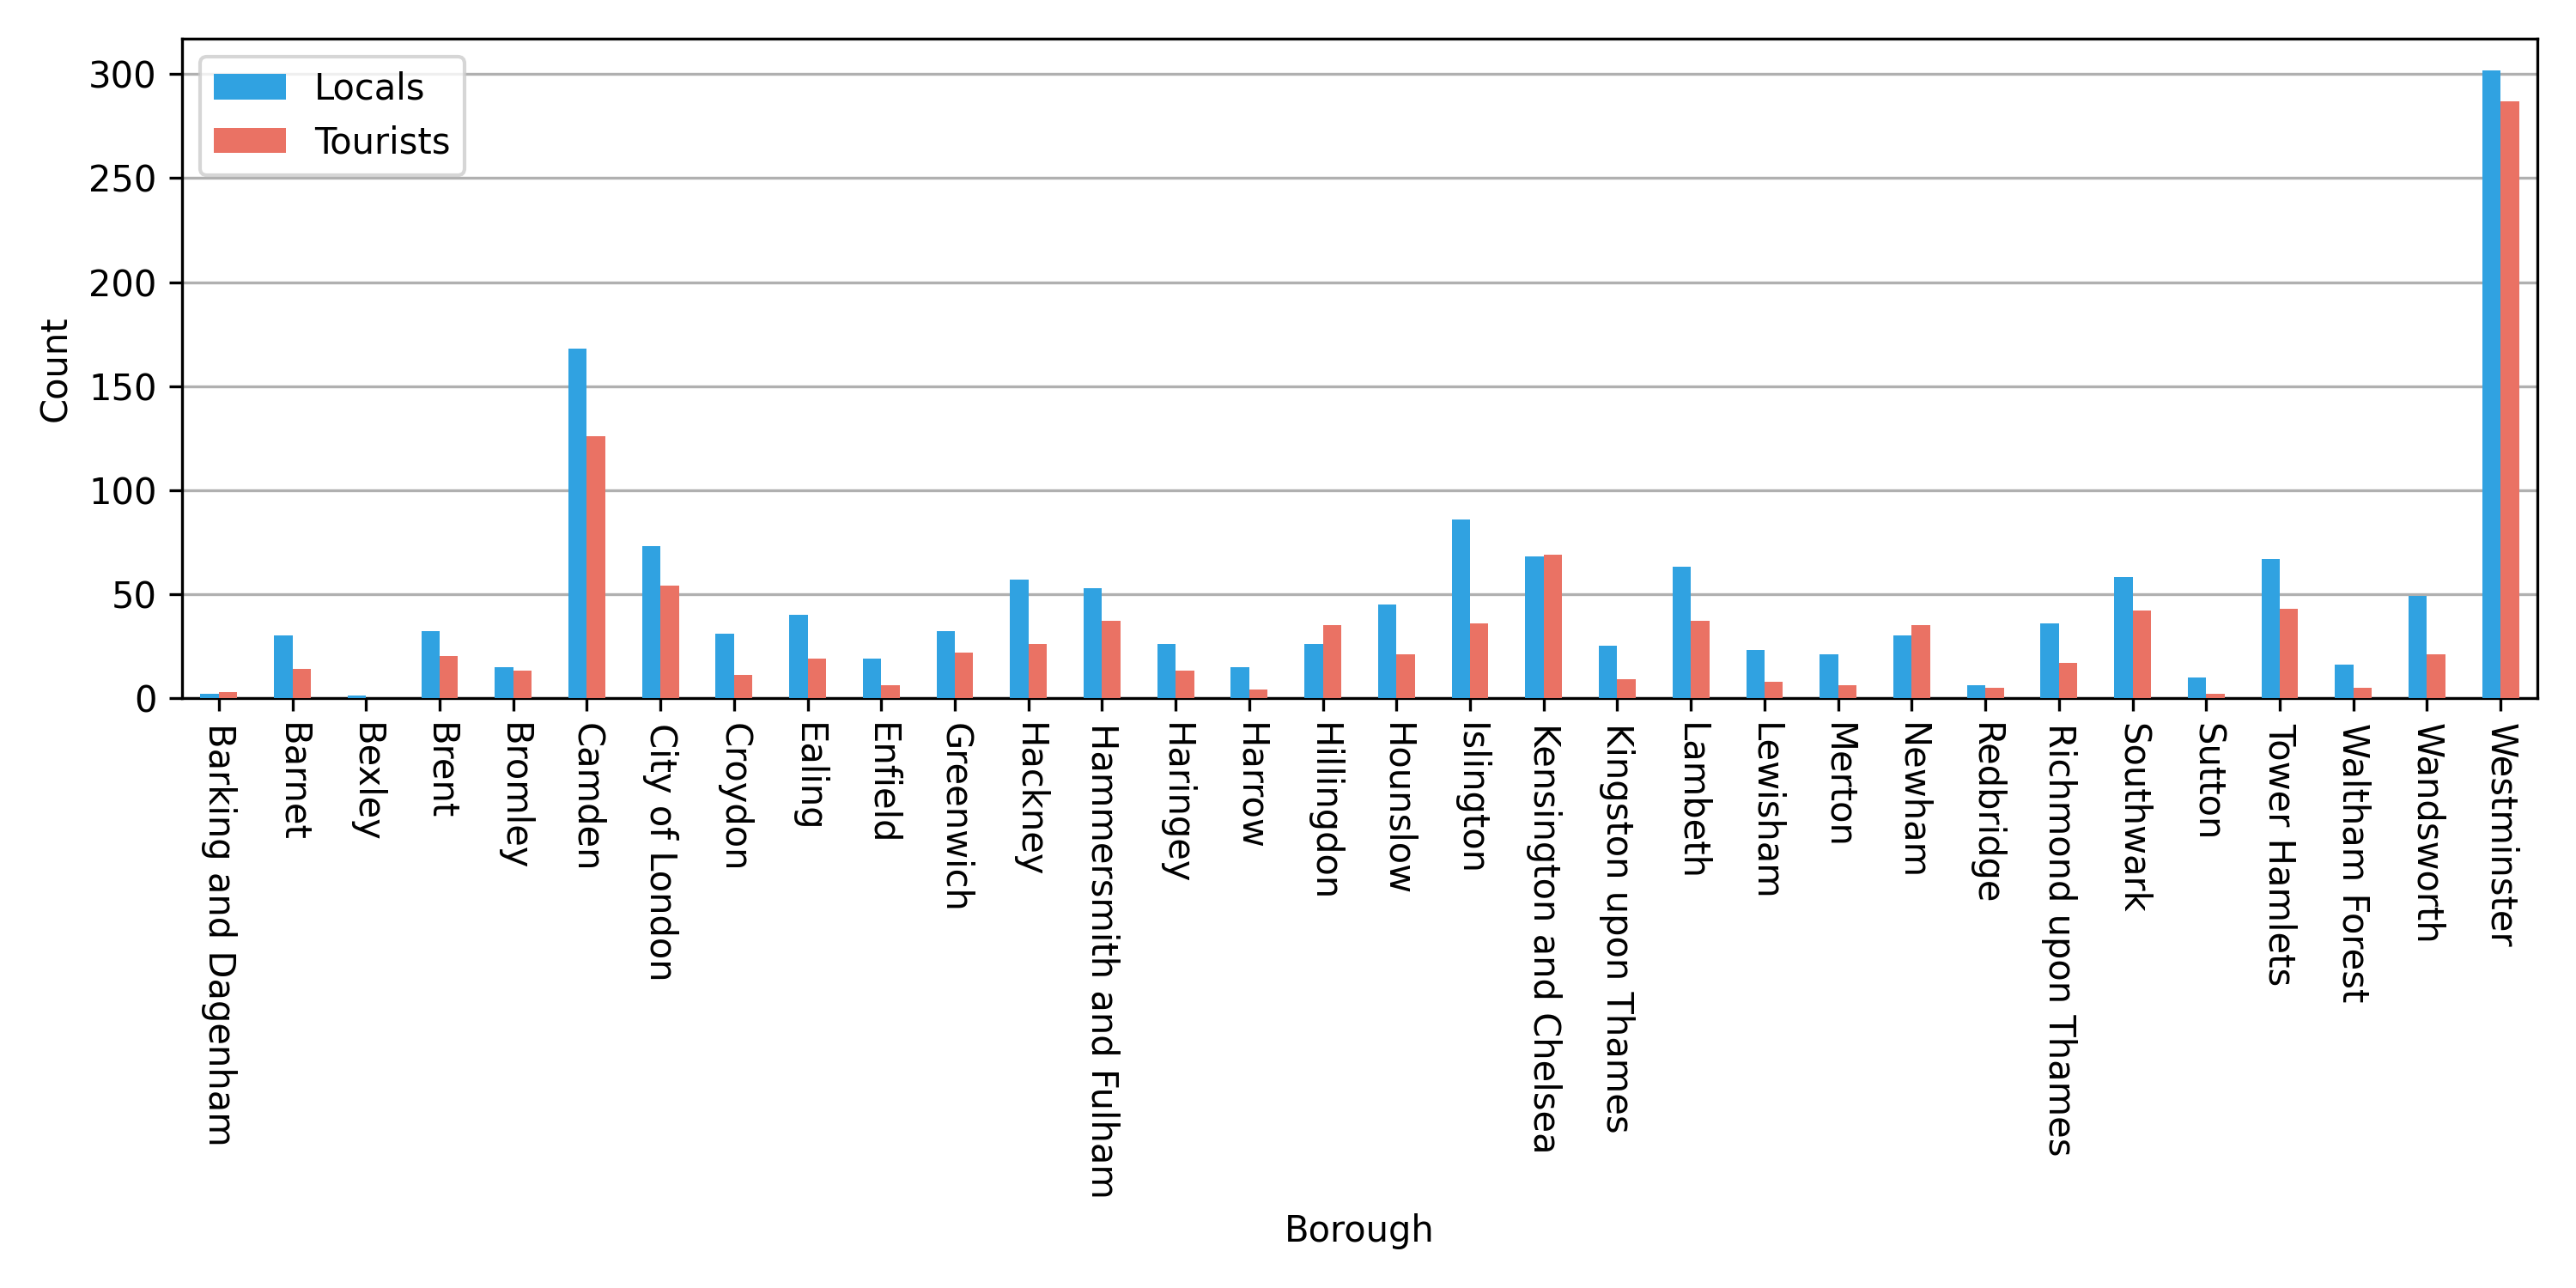 Locals
Tourists
300
250
200
150
100
50
0
Count
Barking and Dagenham
Barnet
Bexley
Brent
Bromley
Camden
City of London
Croydon
Ealing
Enfield
Greenwich
Hackney
Hammersmith and Fulham
Haringey
Harrow
Hillingdon
Hounslow
Islington
Kensington and Chelsea
Kingston upon Thames
Lambeth
Lewisham
Merton
Newham
Redbridge
Richmond upon Thames
Southwark
Sutton
Tower Hamlets
Waltham Forest
Wandsworth
Westminster
Borough